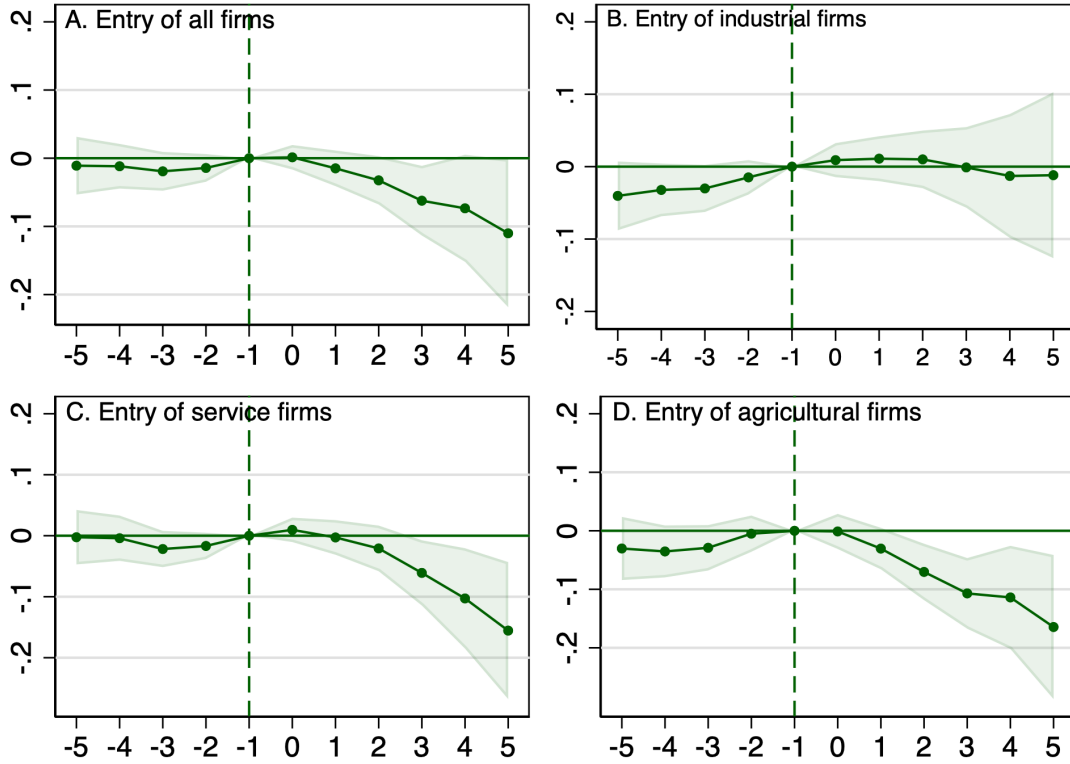 A. Entry of all firms
.2
.1
0
-.1
-.2
-5 -4 -3 -2 -1 0 1 2 3 4 5
B. Entry of industrial firms
.2
.1
0
-.1
-.2
-5 -4 -3 -2 -1 0 1 2 3 4 5
C. Entry of service firms
.2
.1
0
-.1
-.2
-5 -4 -3 -2 -1 0 1 2 3 4 5
D. Entry of agricultural firms
.2
.1
0
-.1
-.2
-5 -4 -3 -2 -1 0 1 2 3 4 5